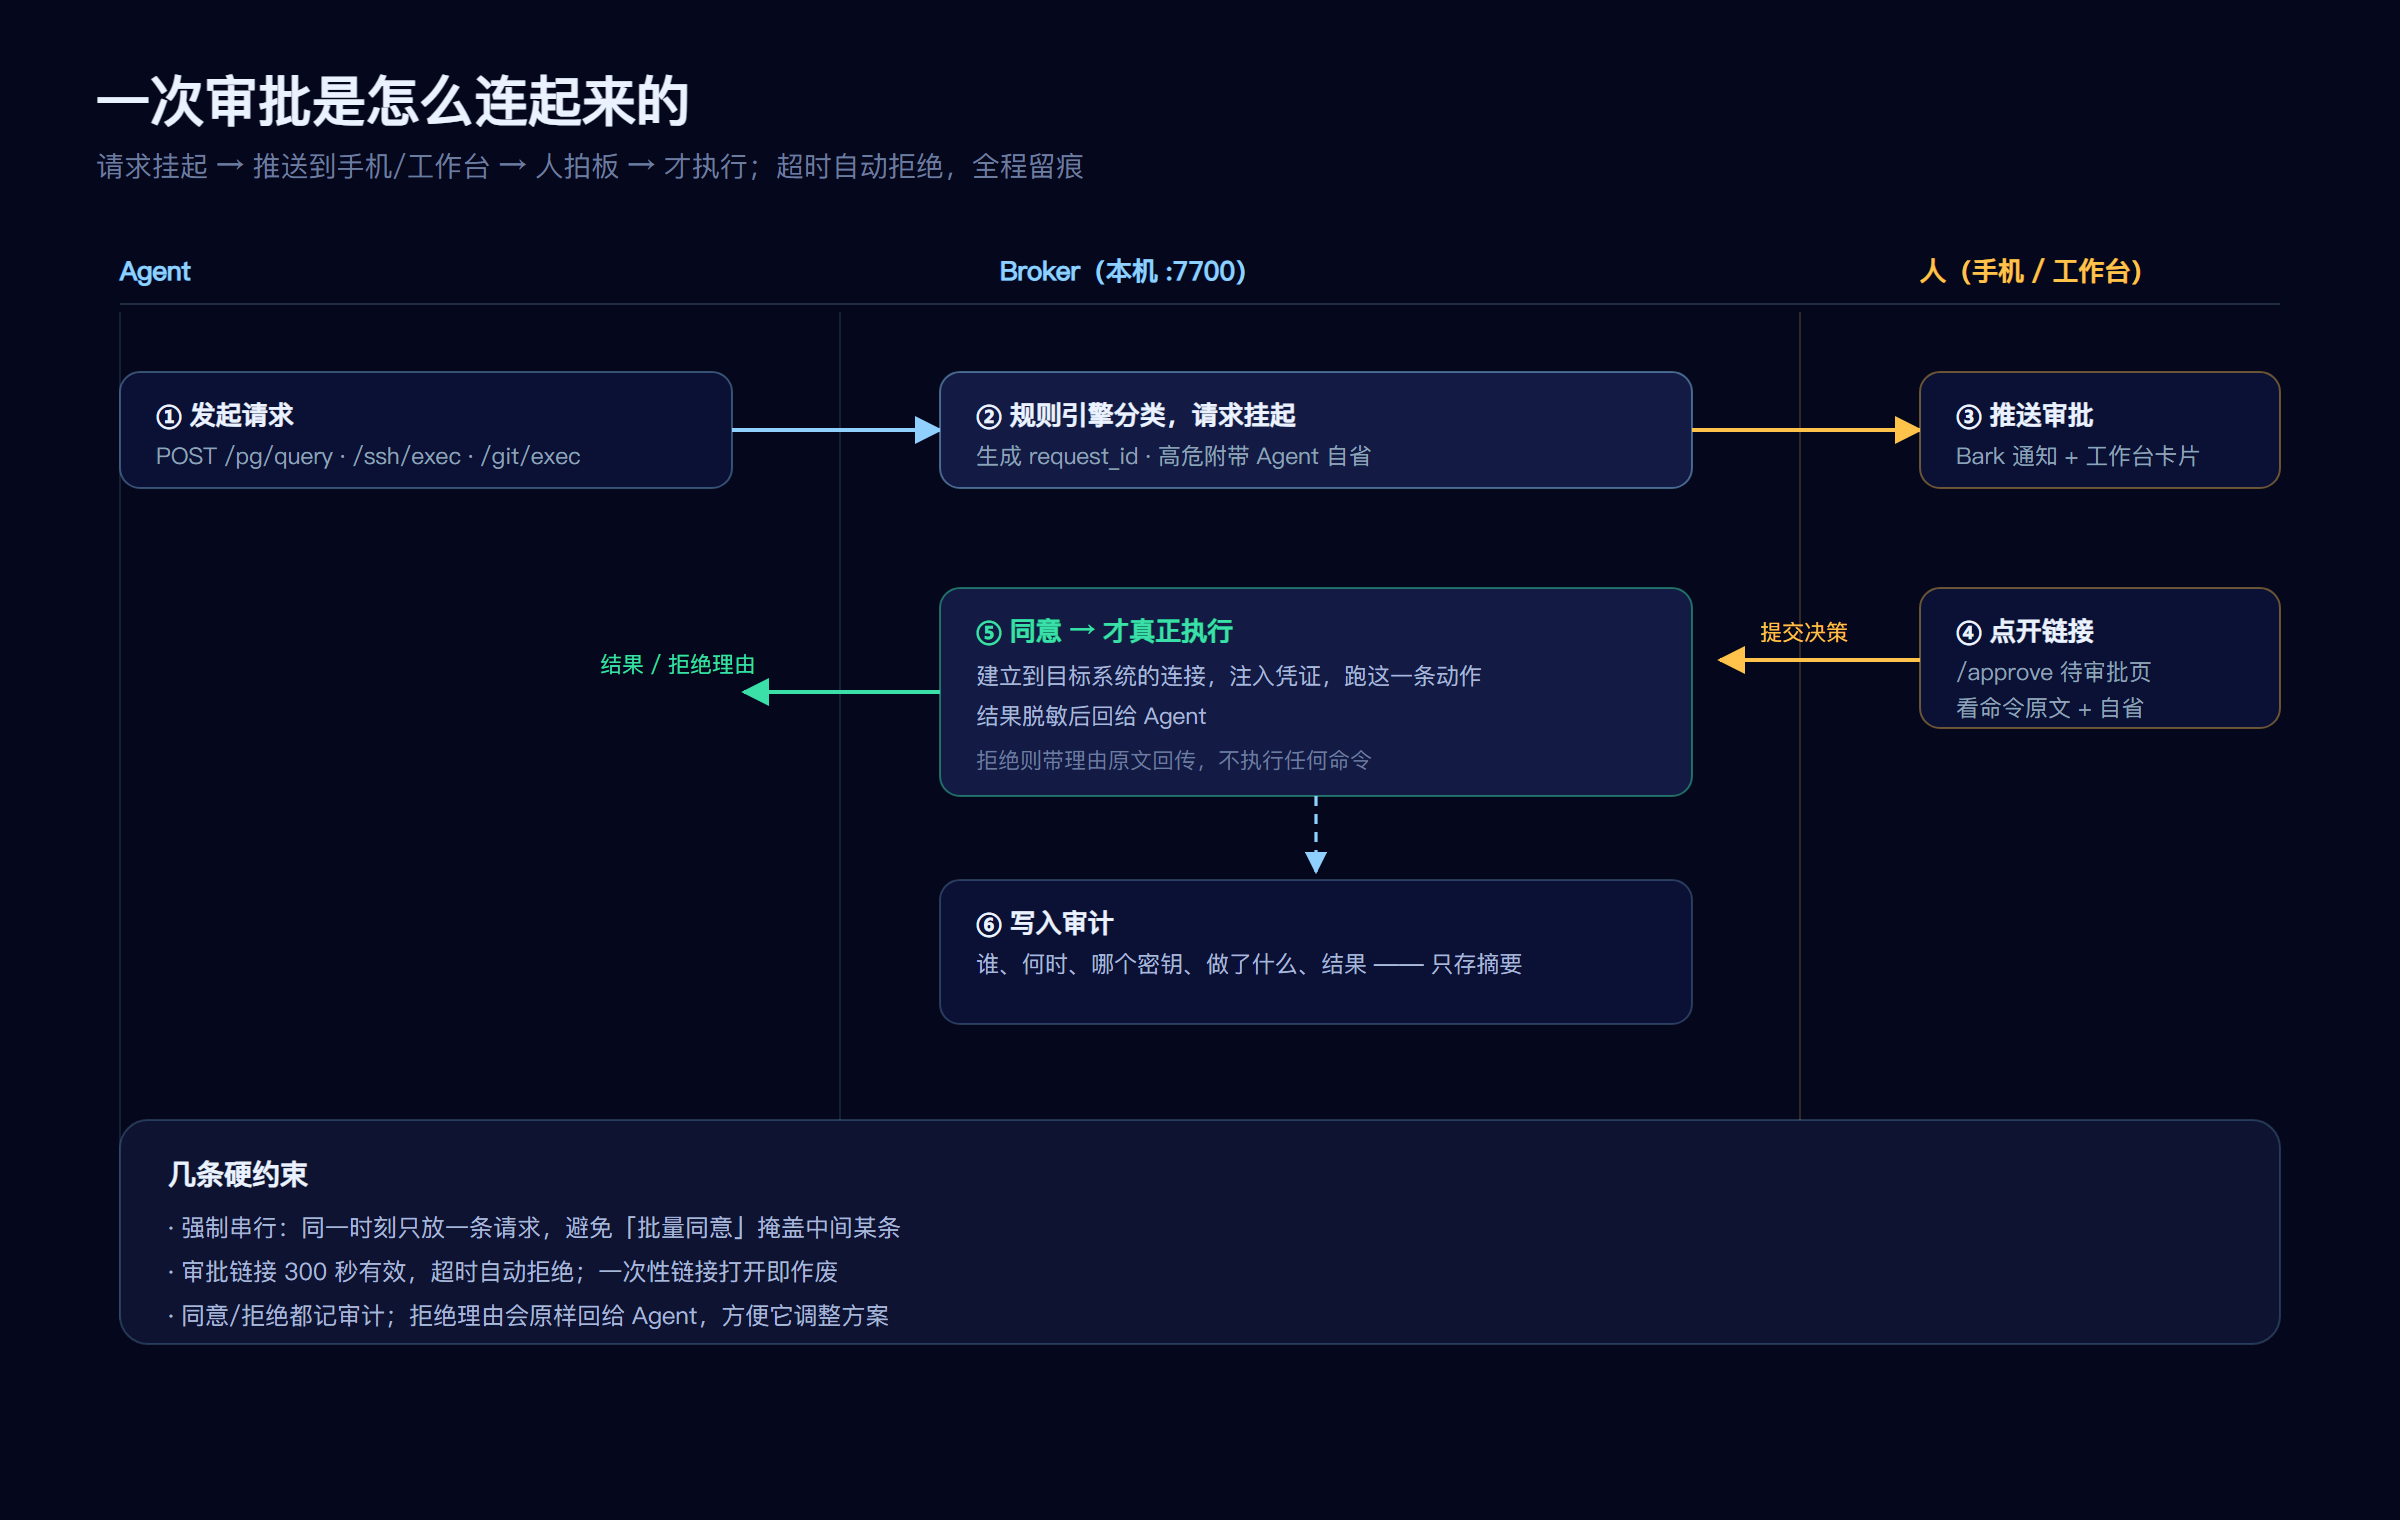 一次审批是怎么连起来的
请求挂起 → 推送到手机/工作台 → 人拍板 → 才执行；超时自动拒绝，全程留痕
Agent
Broker（本机 :7700）
人（手机 / 工作台）
① 发起请求
POST /pg/query · /ssh/exec · /git/exec
② 规则引擎分类，请求挂起
生成 request_id · 高危附带 Agent 自省
③ 推送审批
Bark 通知 + 工作台卡片
结果 / 拒绝理由
⑤ 同意 → 才真正执行
建立到目标系统的连接，注入凭证，跑这一条动作
结果脱敏后回给 Agent
拒绝则带理由原文回传，不执行任何命令
提交决策
④ 点开链接
/approve 待审批页
看命令原文 + 自省
⑥ 写入审计
谁、何时、哪个密钥、做了什么、结果 —— 只存摘要
几条硬约束
· 强制串行：同一时刻只放一条请求，避免「批量同意」掩盖中间某条
· 审批链接 300 秒有效，超时自动拒绝；一次性链接打开即作废
· 同意/拒绝都记审计；拒绝理由会原样回给 Agent，方便它调整方案